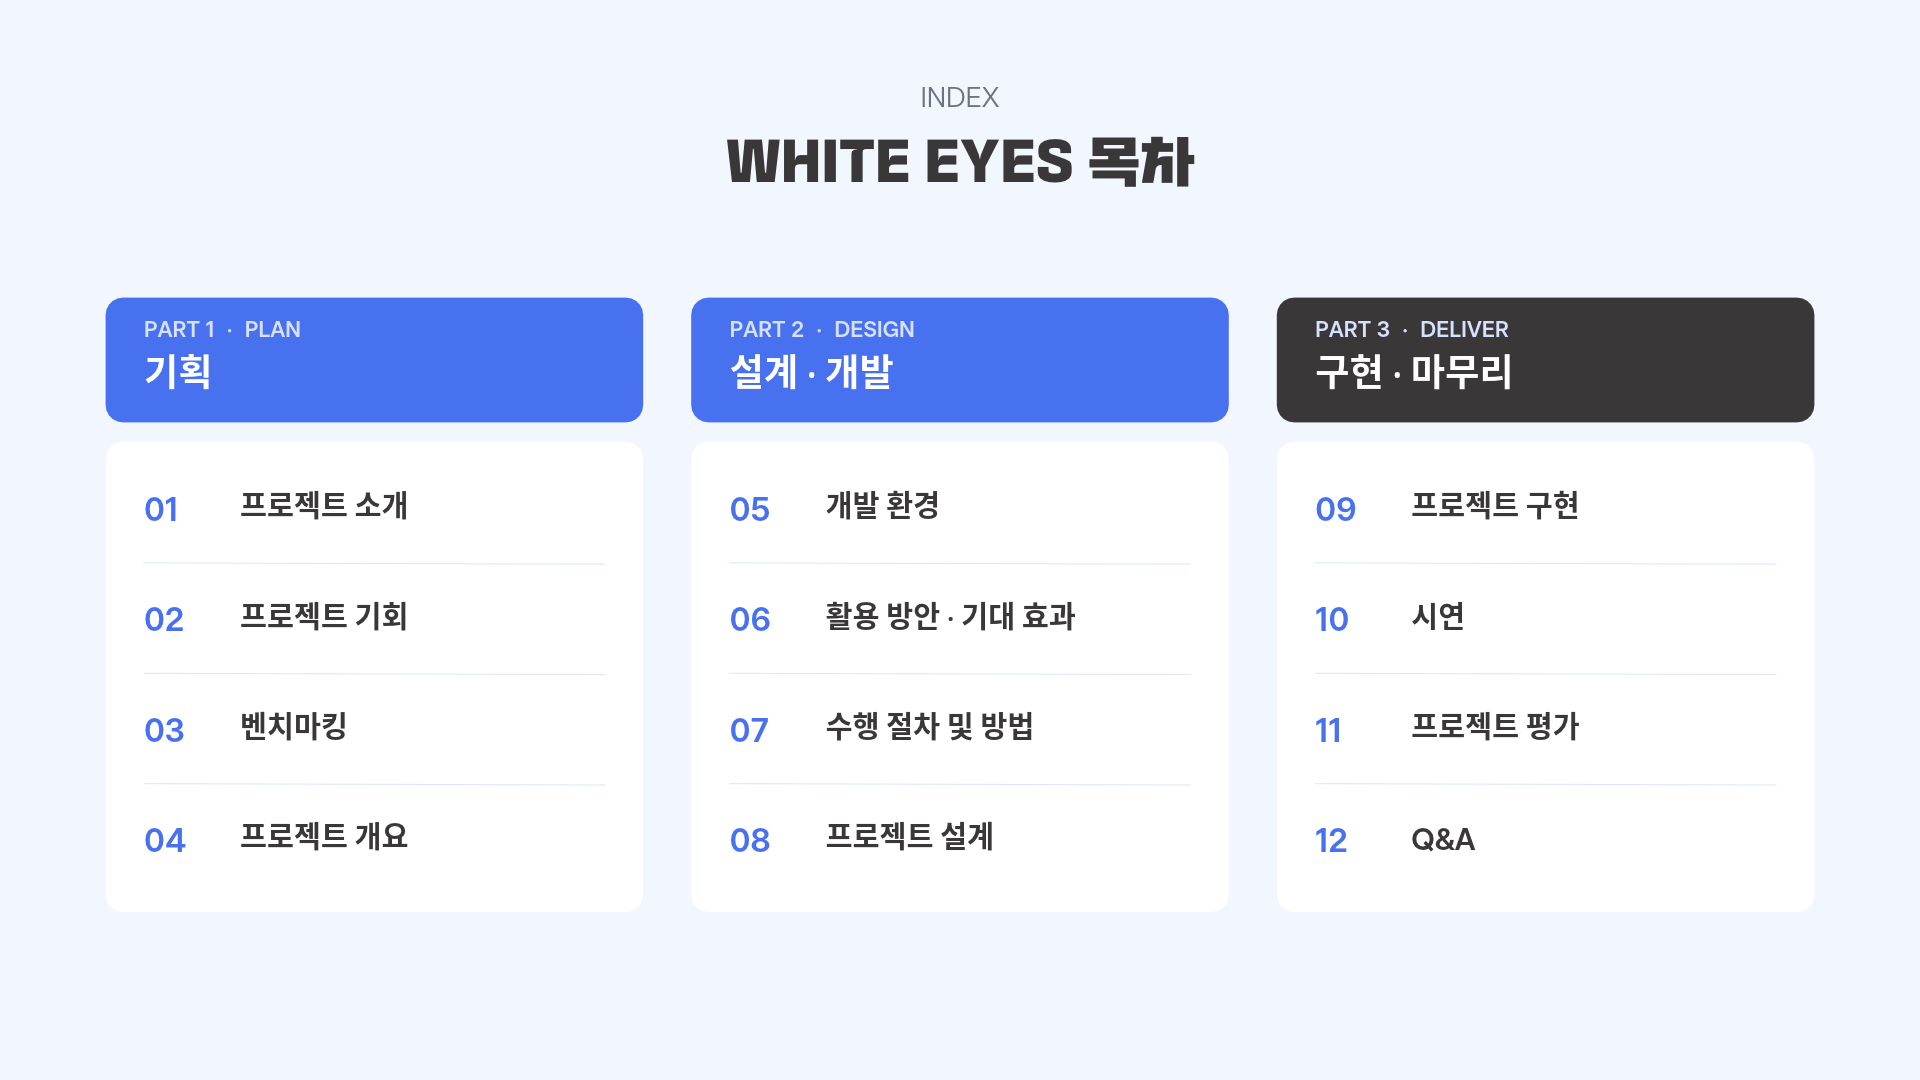 INDEX
WHITE EYES 목차
PART 1 · PLAN
기획
01 프로젝트 소개
02 프로젝트 기회
03 벤치마킹
04 프로젝트 개요
PART 2 · DESIGN
설계 · 개발
05 개발 환경
06 활용 방안 · 기대 효과
07 수행 절차 및 방법
08 프로젝트 설계
PART 3 · DELIVER
구현 · 마무리
09 프로젝트 구현
10 시연
11 프로젝트 평가
12 Q&A